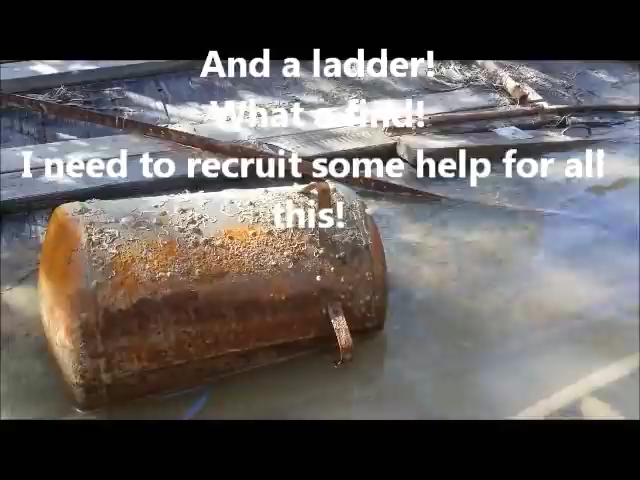 And a ladder!
What a find!
I need to recruit some help for all
this!